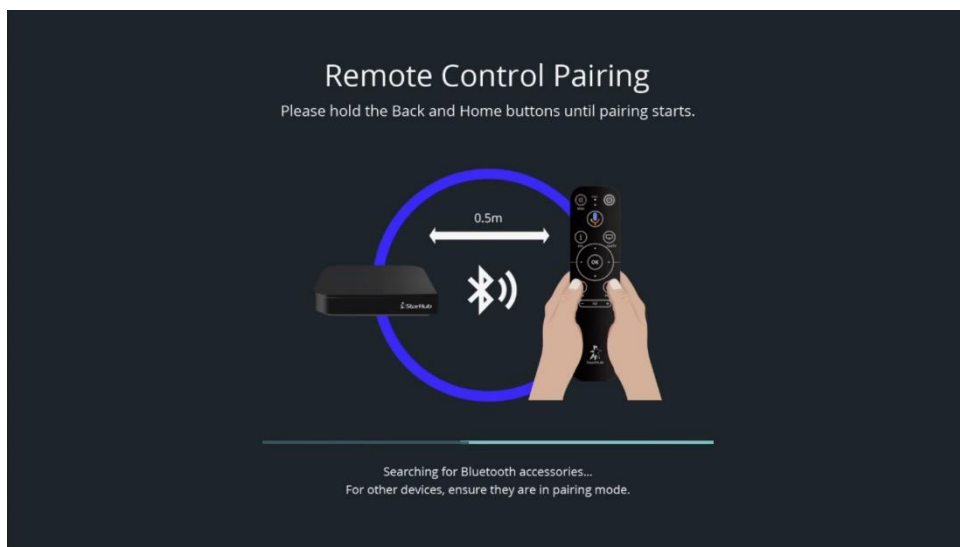 Remote Control Pairing
Please hold the Back and Home buttons until pairing starts.
0.5m
OK
StarHub
StarHub
Searching for Bluetooth accessories...
For other devices, ensure they are in pairing mode.